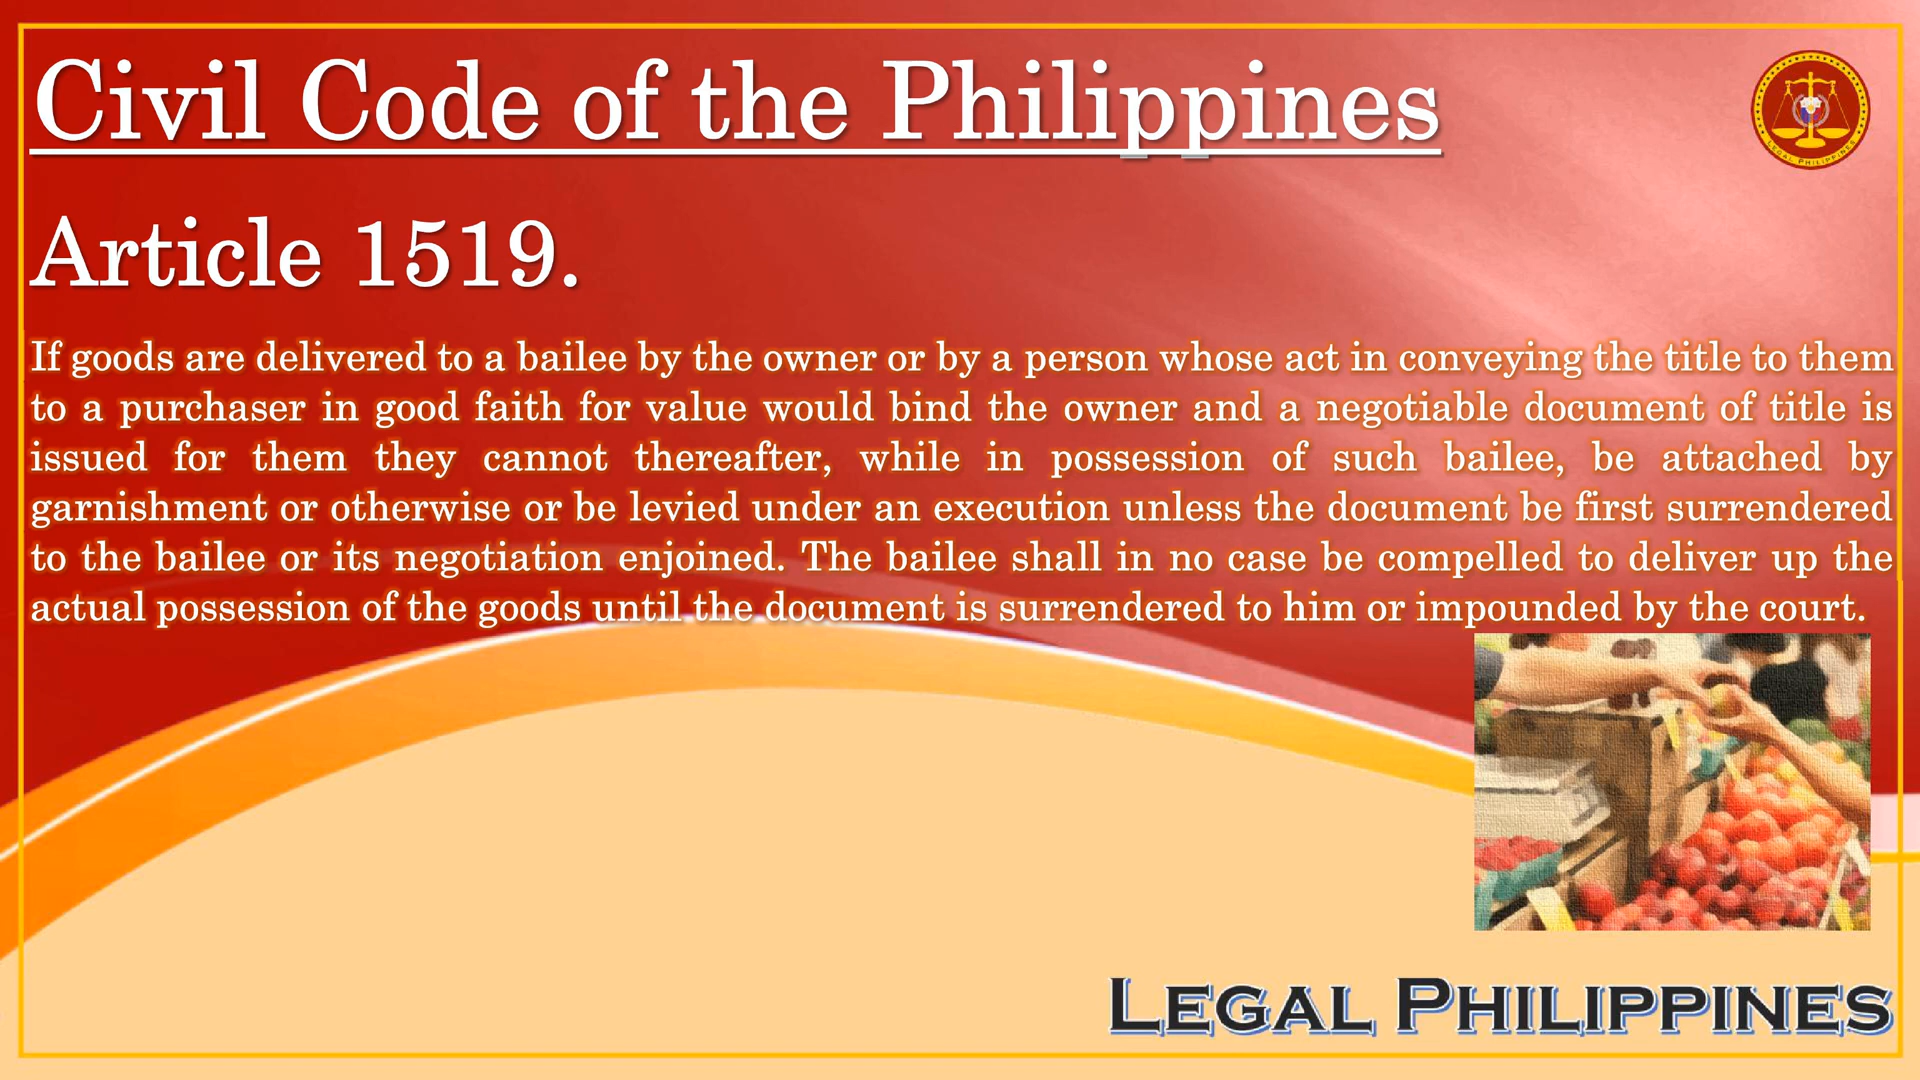 Civil Code of the Philippines
Article 1519.
If goods are delivered to a bailee by the owner or by a person whose act in conveying the title to them
to a purchaser in good faith for value would bind the owner and a negotiable document of title is
issued for them they cannot thereafter, while in possession of such bailee, be attached by
garnishment or otherwise or be levied under an execution unless the document be first surrendered
to the bailee or its negotiation enjoined. The bailee shall in no case be compelled to deliver up the
actual possession of the goods until the document is surrendered to him or impounded by the court.
LEGAL PHILIPPINES
LEGAL PHILIPPINES